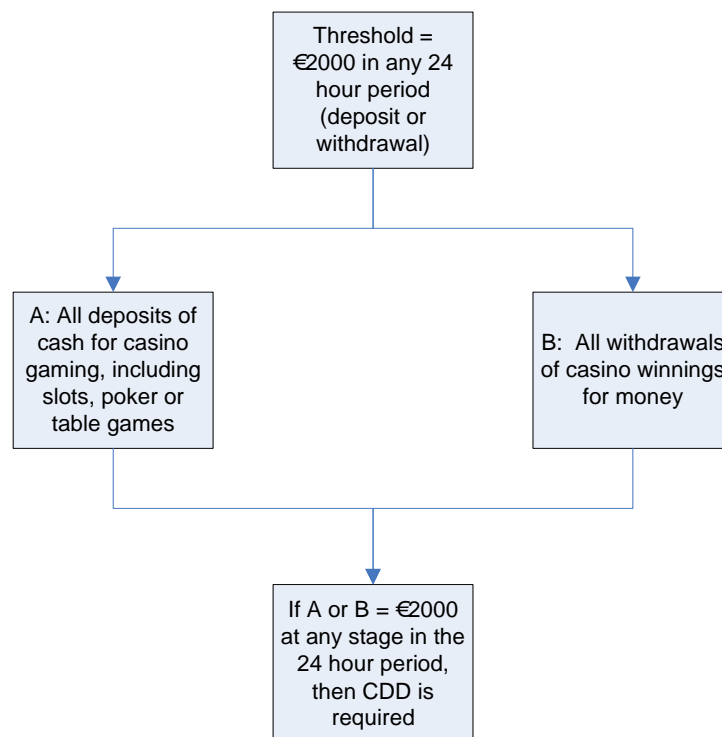 Threshold =
€2000 in any 24
hour period
(deposit or
withdrawal)
A: All deposits of
cash for casino
gaming, including
slots, poker or
table games
B: All withdrawals
of casino winnings
for money
If A or B = €2000
at any stage in the
24 hour period,
then CDD is
required